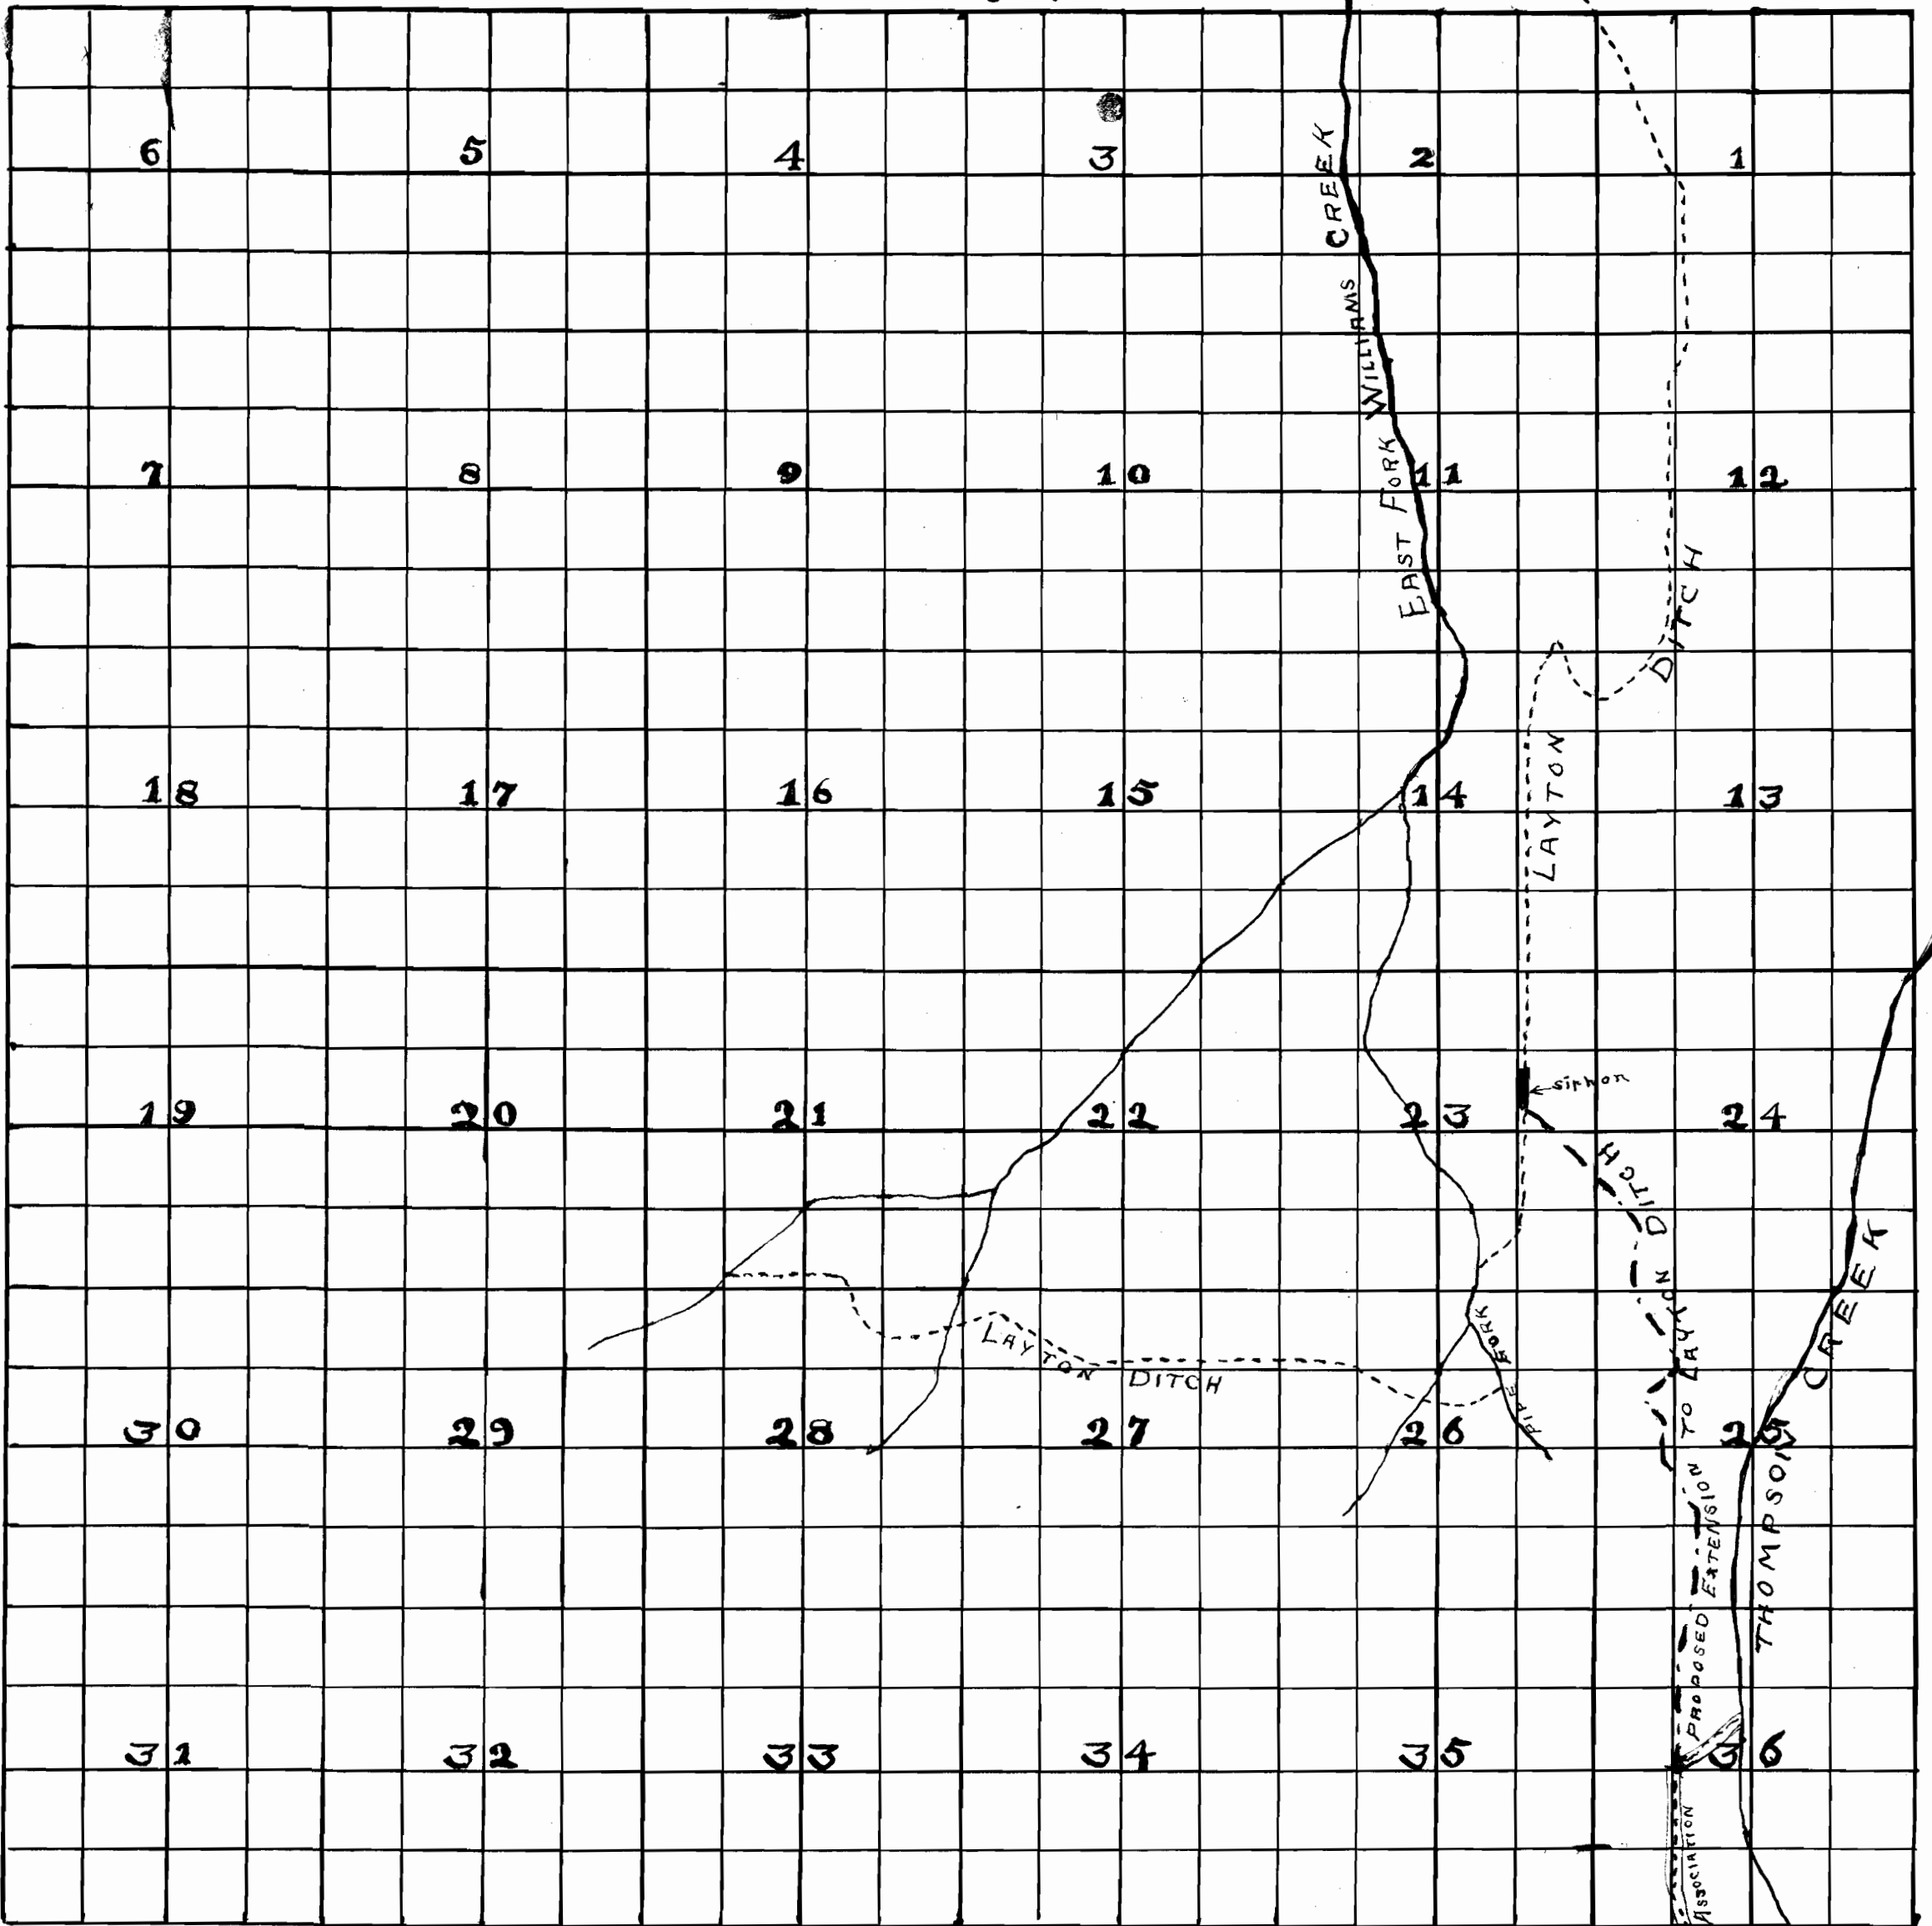 6 5 4 3 2 1
EAST FORK WILLIAMS CREEK
7 8 9 10 11 12
LAYTON DITCH
18 17 16 15 14 13
siphon
19 20 21 22 23 24
LAYTON DITCH
PIPE FORK
30 29 28 27 26 25
THOMPSON CREEK
PROPOSED EXTENSION TO LAYTON DITCH
31 32 33 34 35 36
ASSOCIATION